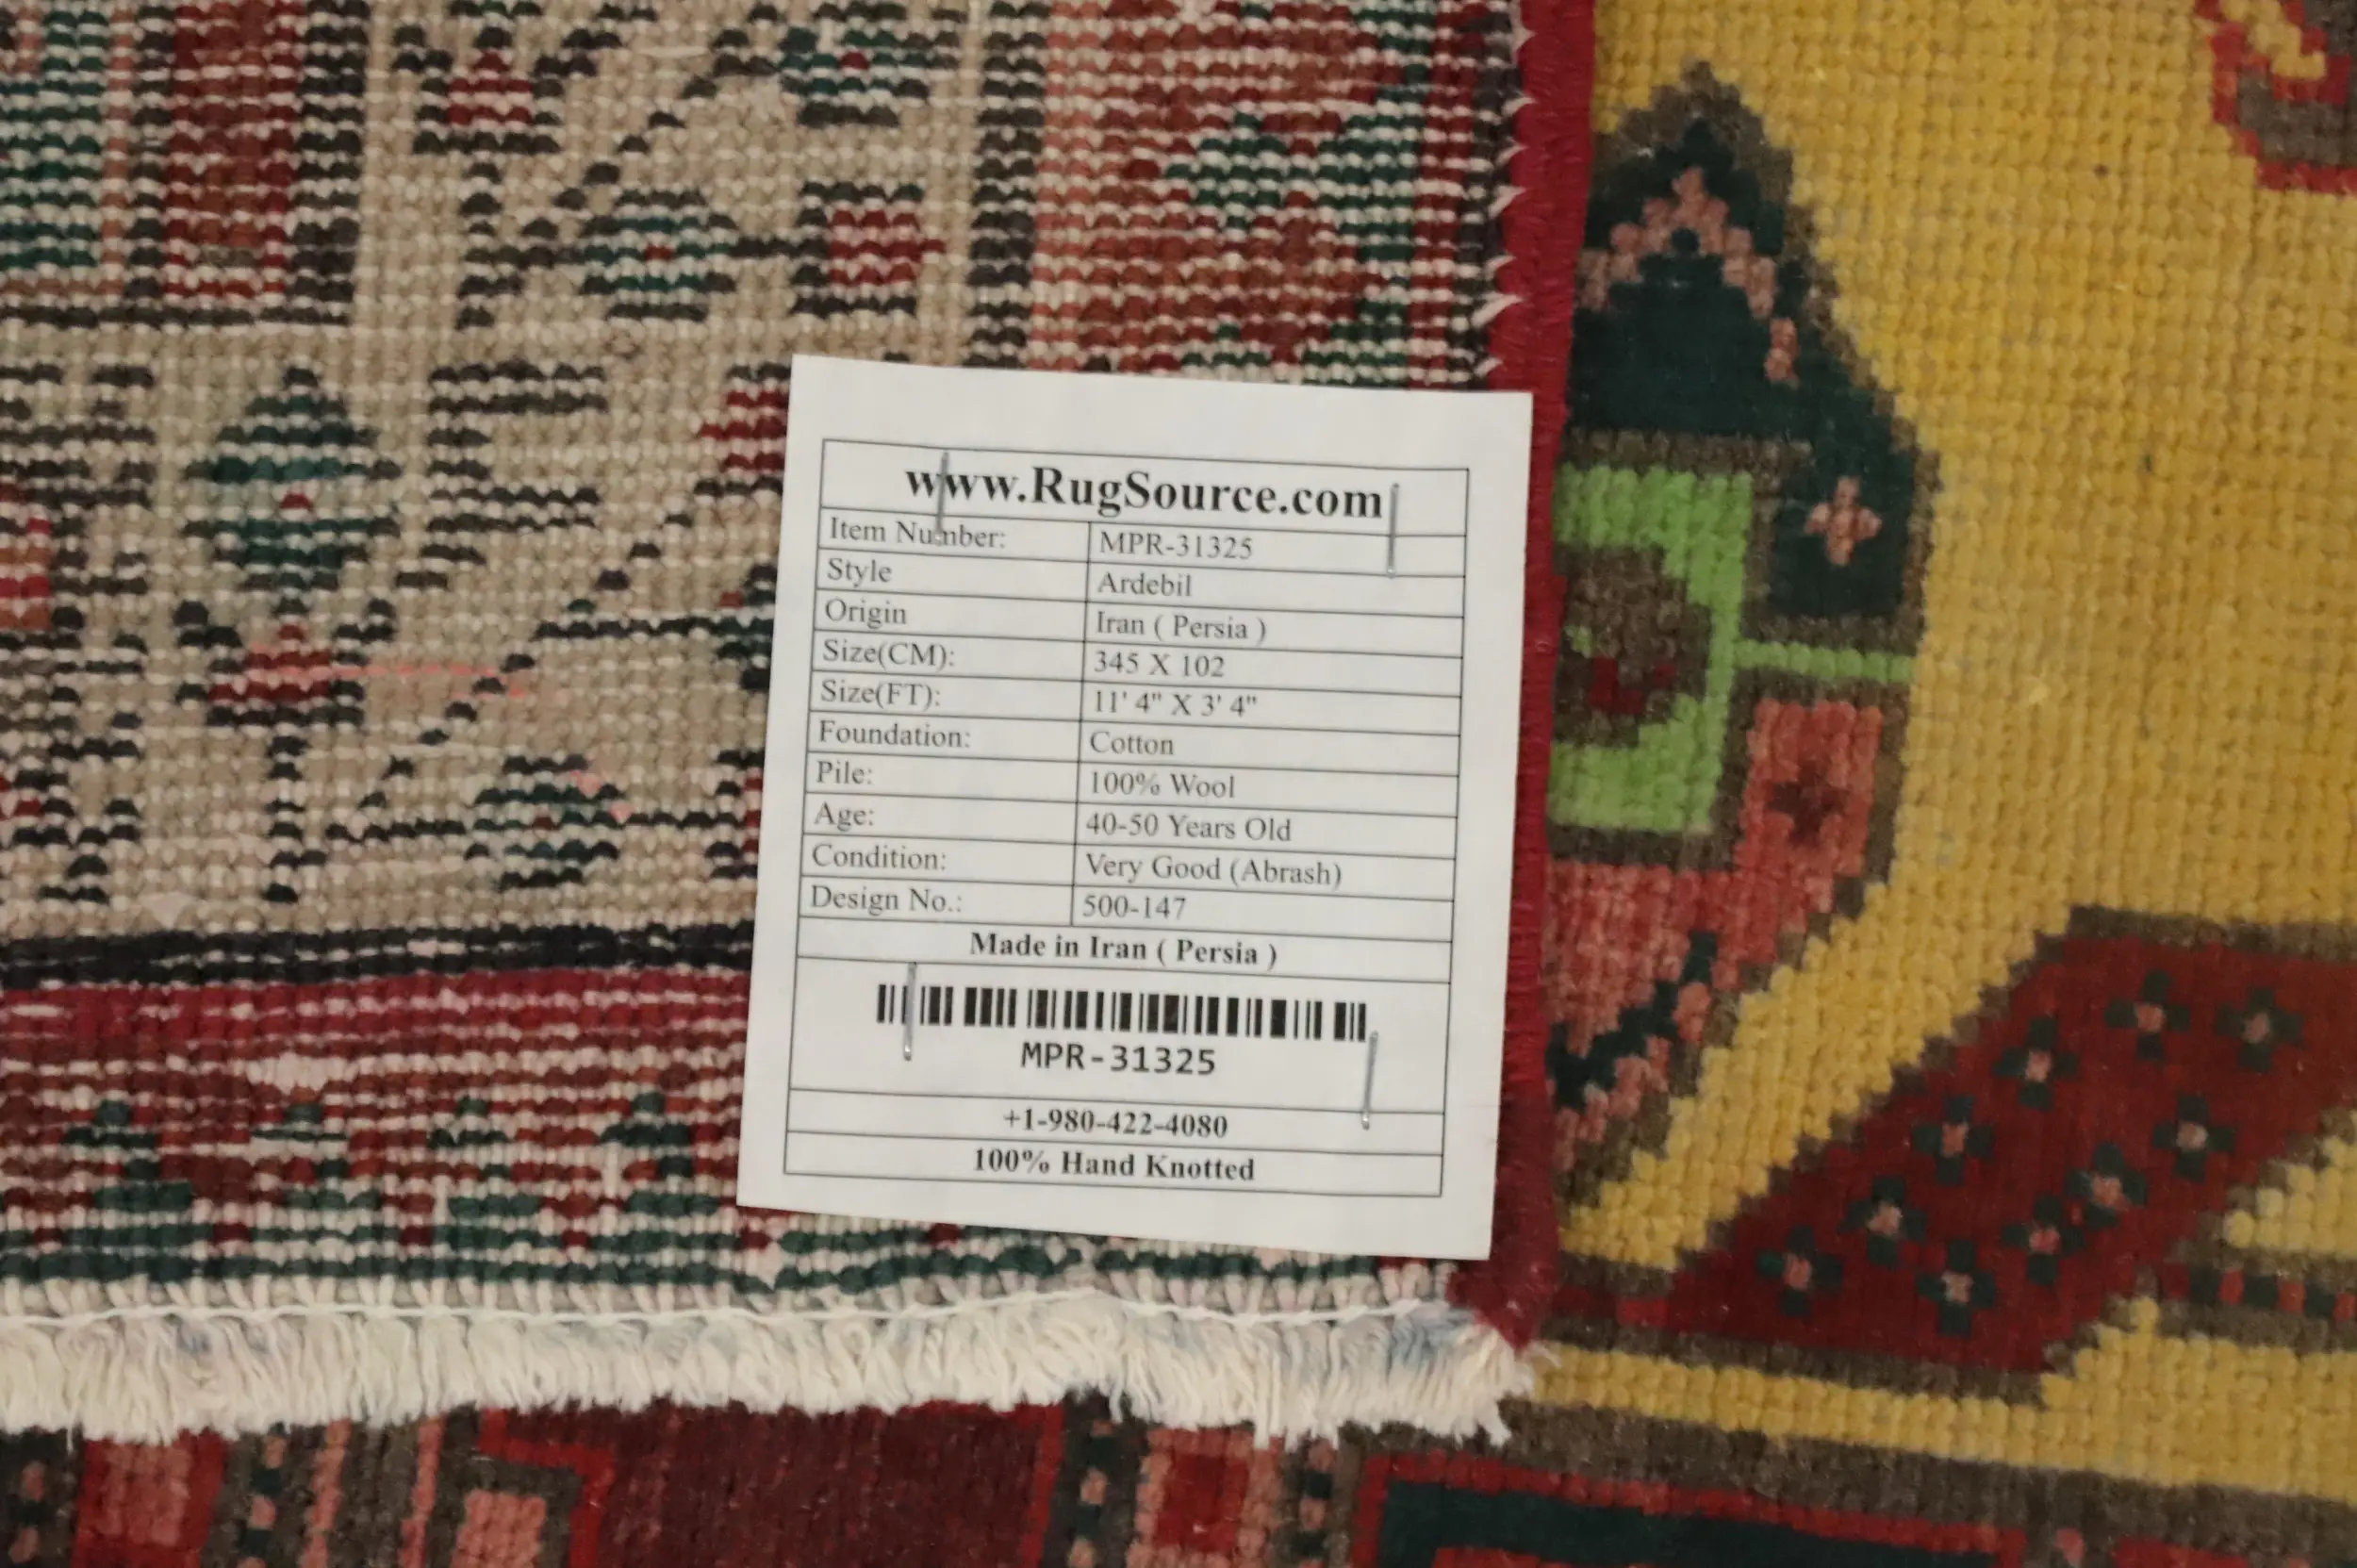 www.RugSource.com
Item Number: MPR-31325
Style Ardebil
Origin Iran ( Persia )
Size(CM): 345 X 102
Size(FT): 11' 4" X 3' 4"
Foundation: Cotton
Pile: 100% Wool
Age: 40-50 Years Old
Condition: Very Good (Abrash)
Design No.: 500-147
Made in Iran ( Persia )
MPR-31325
+1-980-422-4080
100% Hand Knotted